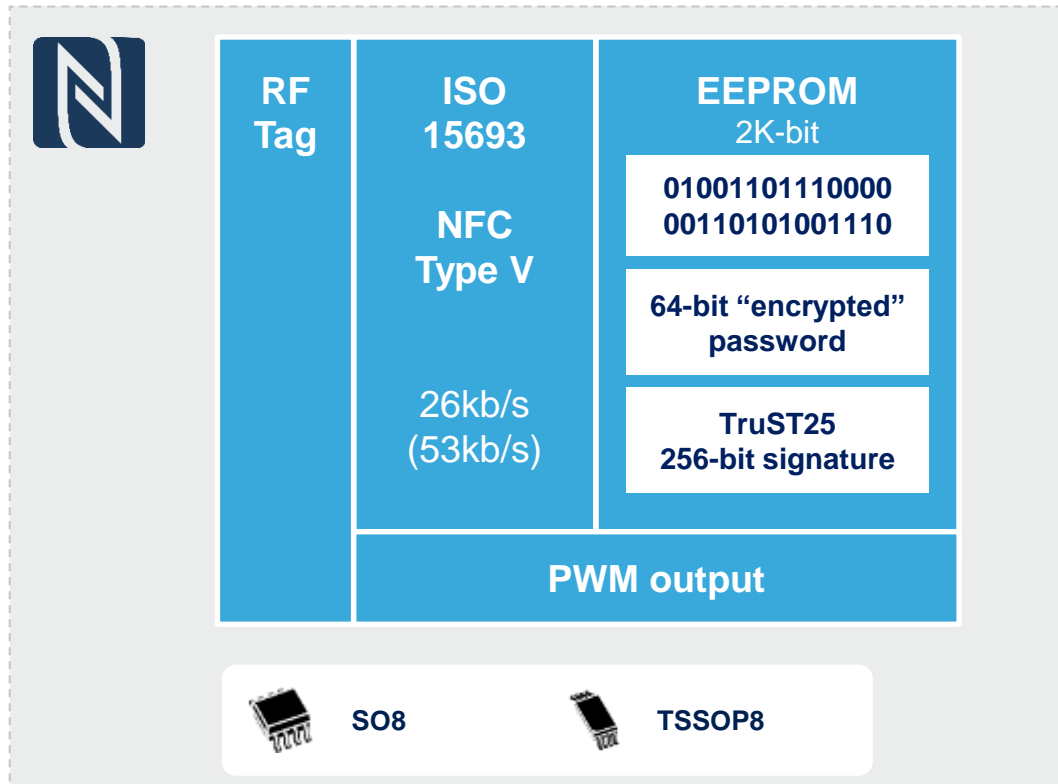 RF
Tag
ISO
15693
NFC
Type V
26kb/s
(53kb/s)
EEPROM
2K-bit
01001101110000
00110101001110
64-bit “encrypted”
password
TruST25
256-bit signature
PWM output
SO8
TSSOP8